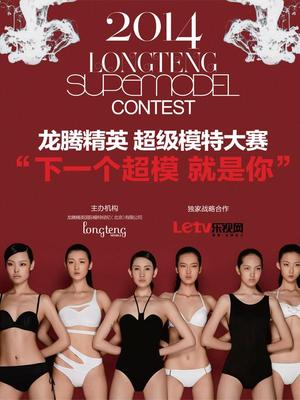 2014
LONGTENG
SUPERMODEL
CONTEST
龙腾精英 超级模特大赛
“下一个超模 就是你”
主办机构
独家战略合作
longteng
Letv乐视网